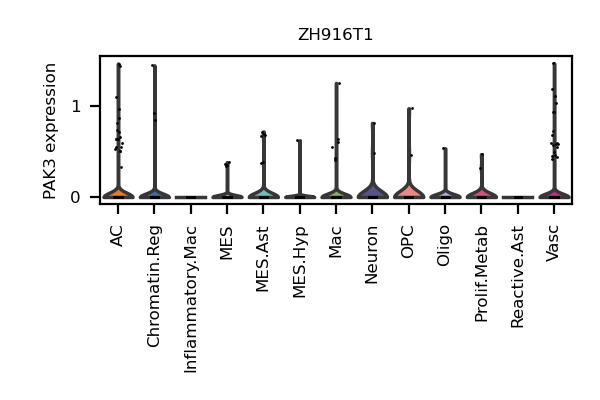 ZH916T1
PAK3 expression
1
0
AC
Chromatin.Reg
Inflammatory.Mac
MES
MES.Ast
MES.Hyp
Mac
Neuron
OPC
Oligo
Prolif.Metab
Reactive.Ast
Vasc